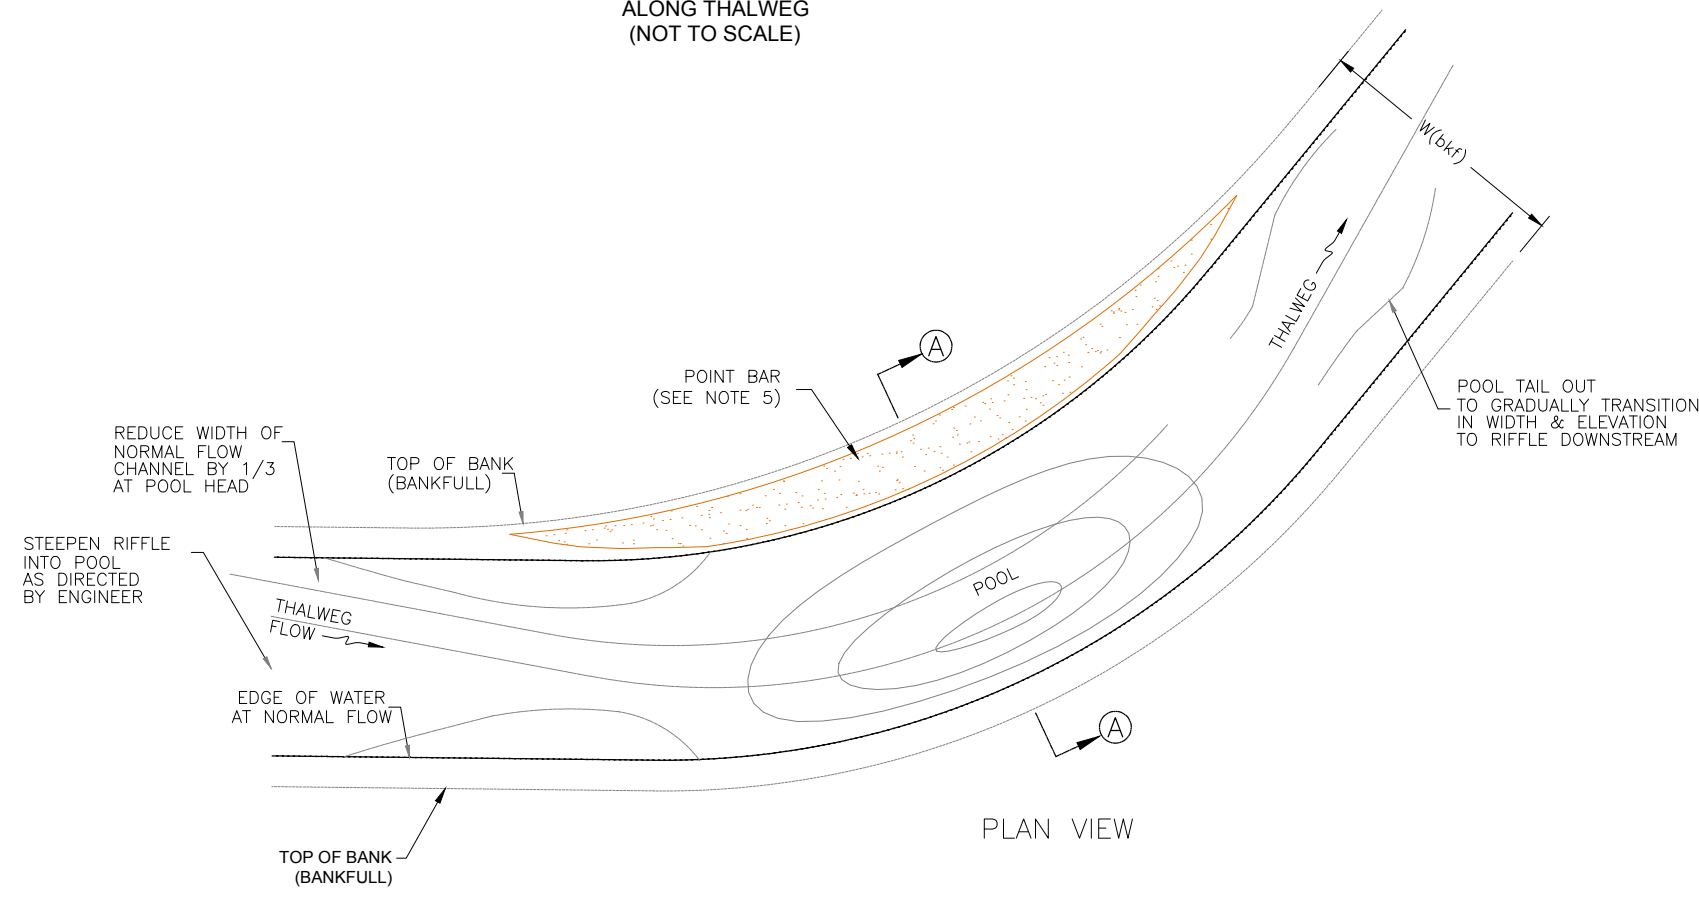 ALONG THALWEG
(NOT TO SCALE)
W(bkf)
THALWEG
A
POINT BAR
(SEE NOTE 5)
POOL TAIL OUT
TO GRADUALLY TRANSITION
IN WIDTH & ELEVATION
TO RIFFLE DOWNSTREAM
REDUCE WIDTH OF
NORMAL FLOW
CHANNEL BY 1/3
AT POOL HEAD
TOP OF BANK
(BANKFULL)
STEEPEN RIFFLE
INTO POOL
AS DIRECTED
BY ENGINEER
POOL
THALWEG
FLOW
EDGE OF WATER
AT NORMAL FLOW
A
PLAN VIEW
TOP OF BANK
(BANKFULL)